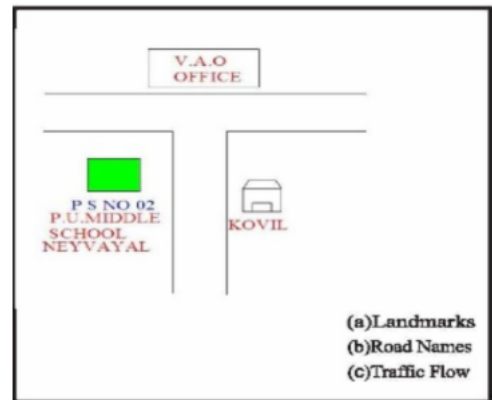 V.A.O
OFFICE
P S NO 02
P.U.MIDDLE
SCHOOL
NEYVAYAL
KOVIL
(a)Landmarks
(b)Road Names
(c)Traffic Flow